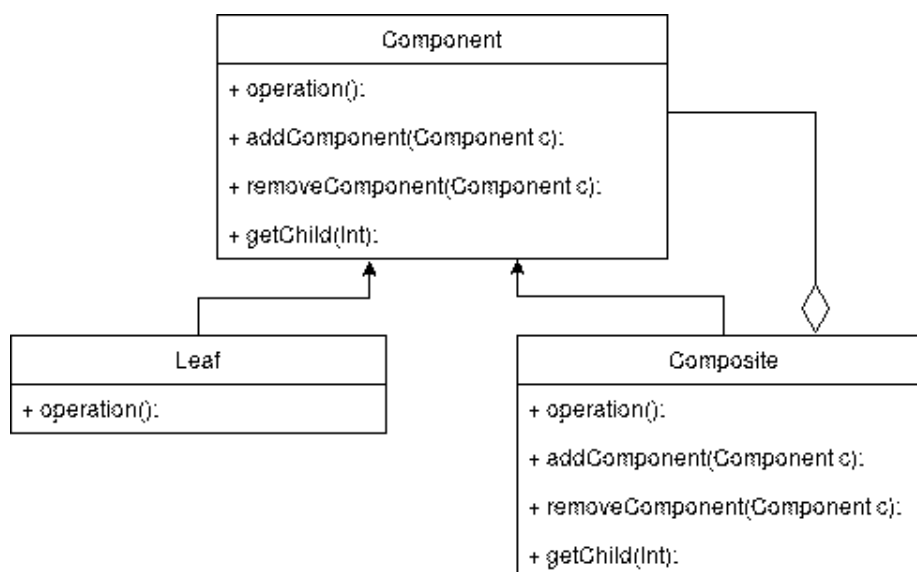 Component
+ operation():
+ addComponent(Component c):
+ removeComponent(Component c):
+ getChild(Int):
Leaf
+ operation():
Composite
+ operation():
+ addComponent(Component c):
+ removeComponent(Component c):
+ getChild(Int):